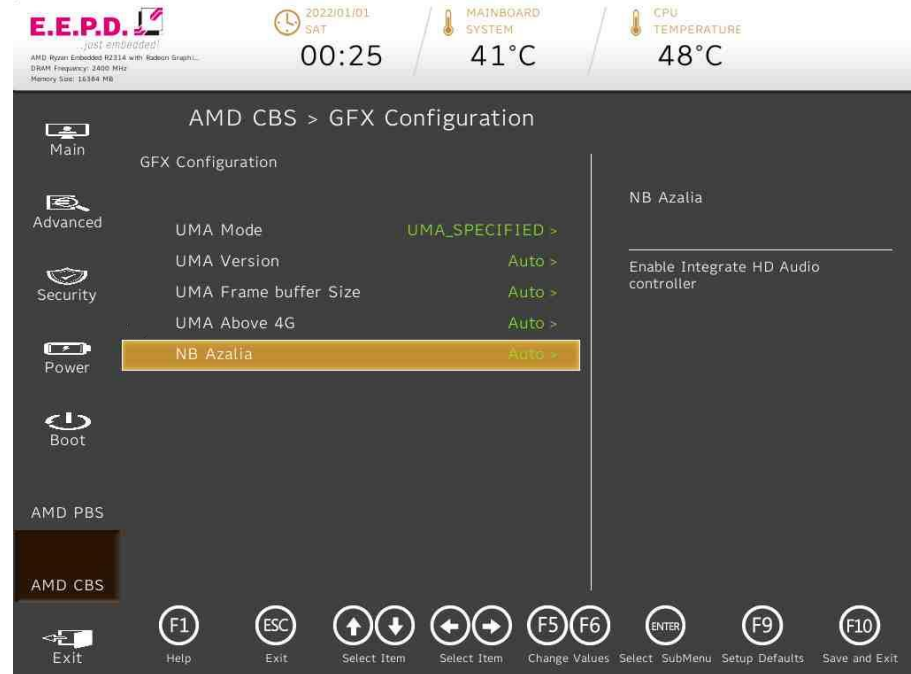 E.E.P.D.
...just embedded!
AMD Ryzen Embedded R2314 with Radeon Graphi...
DRAM Frequency: 2400 MHz
Memory Size: 16384 MB
2022/01/01
SAT
00:25
MAINBOARD
SYSTEM
41°C
CPU
TEMPERATURE
48°C
Main
Advanced
Security
Power
Boot
AMD PBS
AMD CBS
Exit
AMD CBS > GFX Configuration
GFX Configuration
UMA Mode UMA_SPECIFIED >
UMA Version Auto >
UMA Frame buffer Size Auto >
UMA Above 4G Auto >
NB Azalia Auto >
NB Azalia
Enable Integrate HD Audio
controller
F1 ESC F5 F6 ENTER F9 F10
Help Exit Select Item Select Item Change Values Select SubMenu Setup Defaults Save and Exit